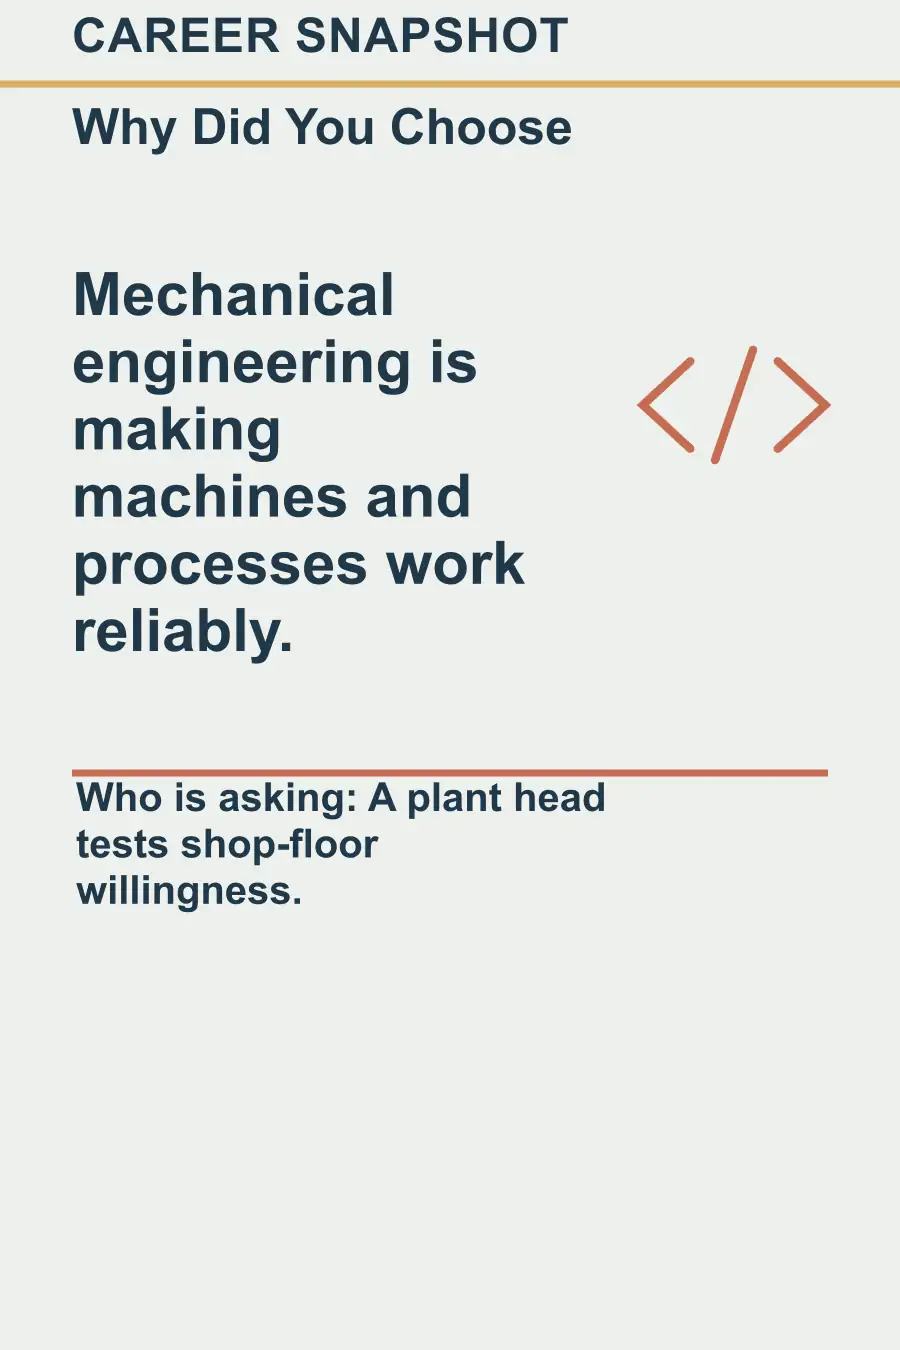 CAREER SNAPSHOT
Why Did You Choose
Mechanical
engineering is
making
machines and
processes work
reliably.
Who is asking: A plant head
tests shop-floor
willingness.